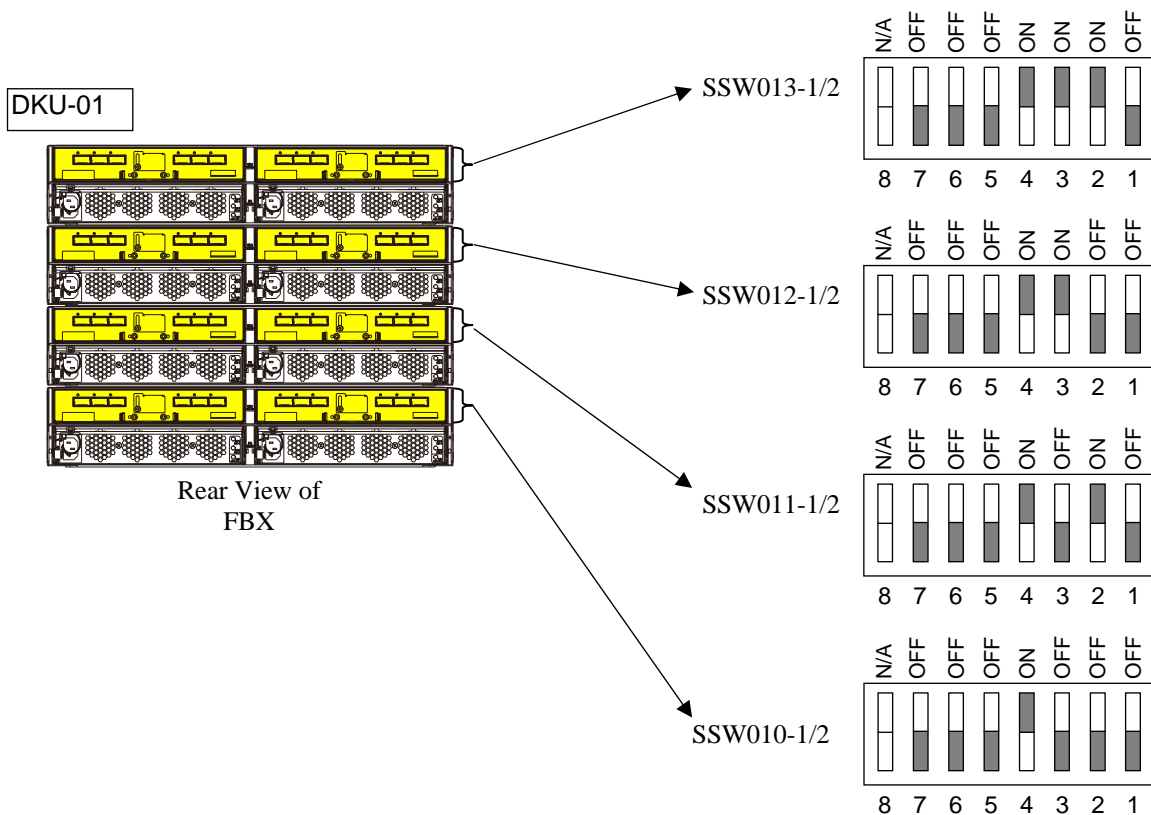 DKU-01
Rear View of
FBX
SSW013-1/2
N/A OFF OFF OFF ON ON ON OFF
8 7 6 5 4 3 2 1
SSW012-1/2
N/A OFF OFF OFF ON ON OFF OFF
8 7 6 5 4 3 2 1
SSW011-1/2
N/A OFF OFF OFF ON OFF ON OFF
8 7 6 5 4 3 2 1
SSW010-1/2
N/A OFF OFF OFF ON OFF OFF OFF
8 7 6 5 4 3 2 1